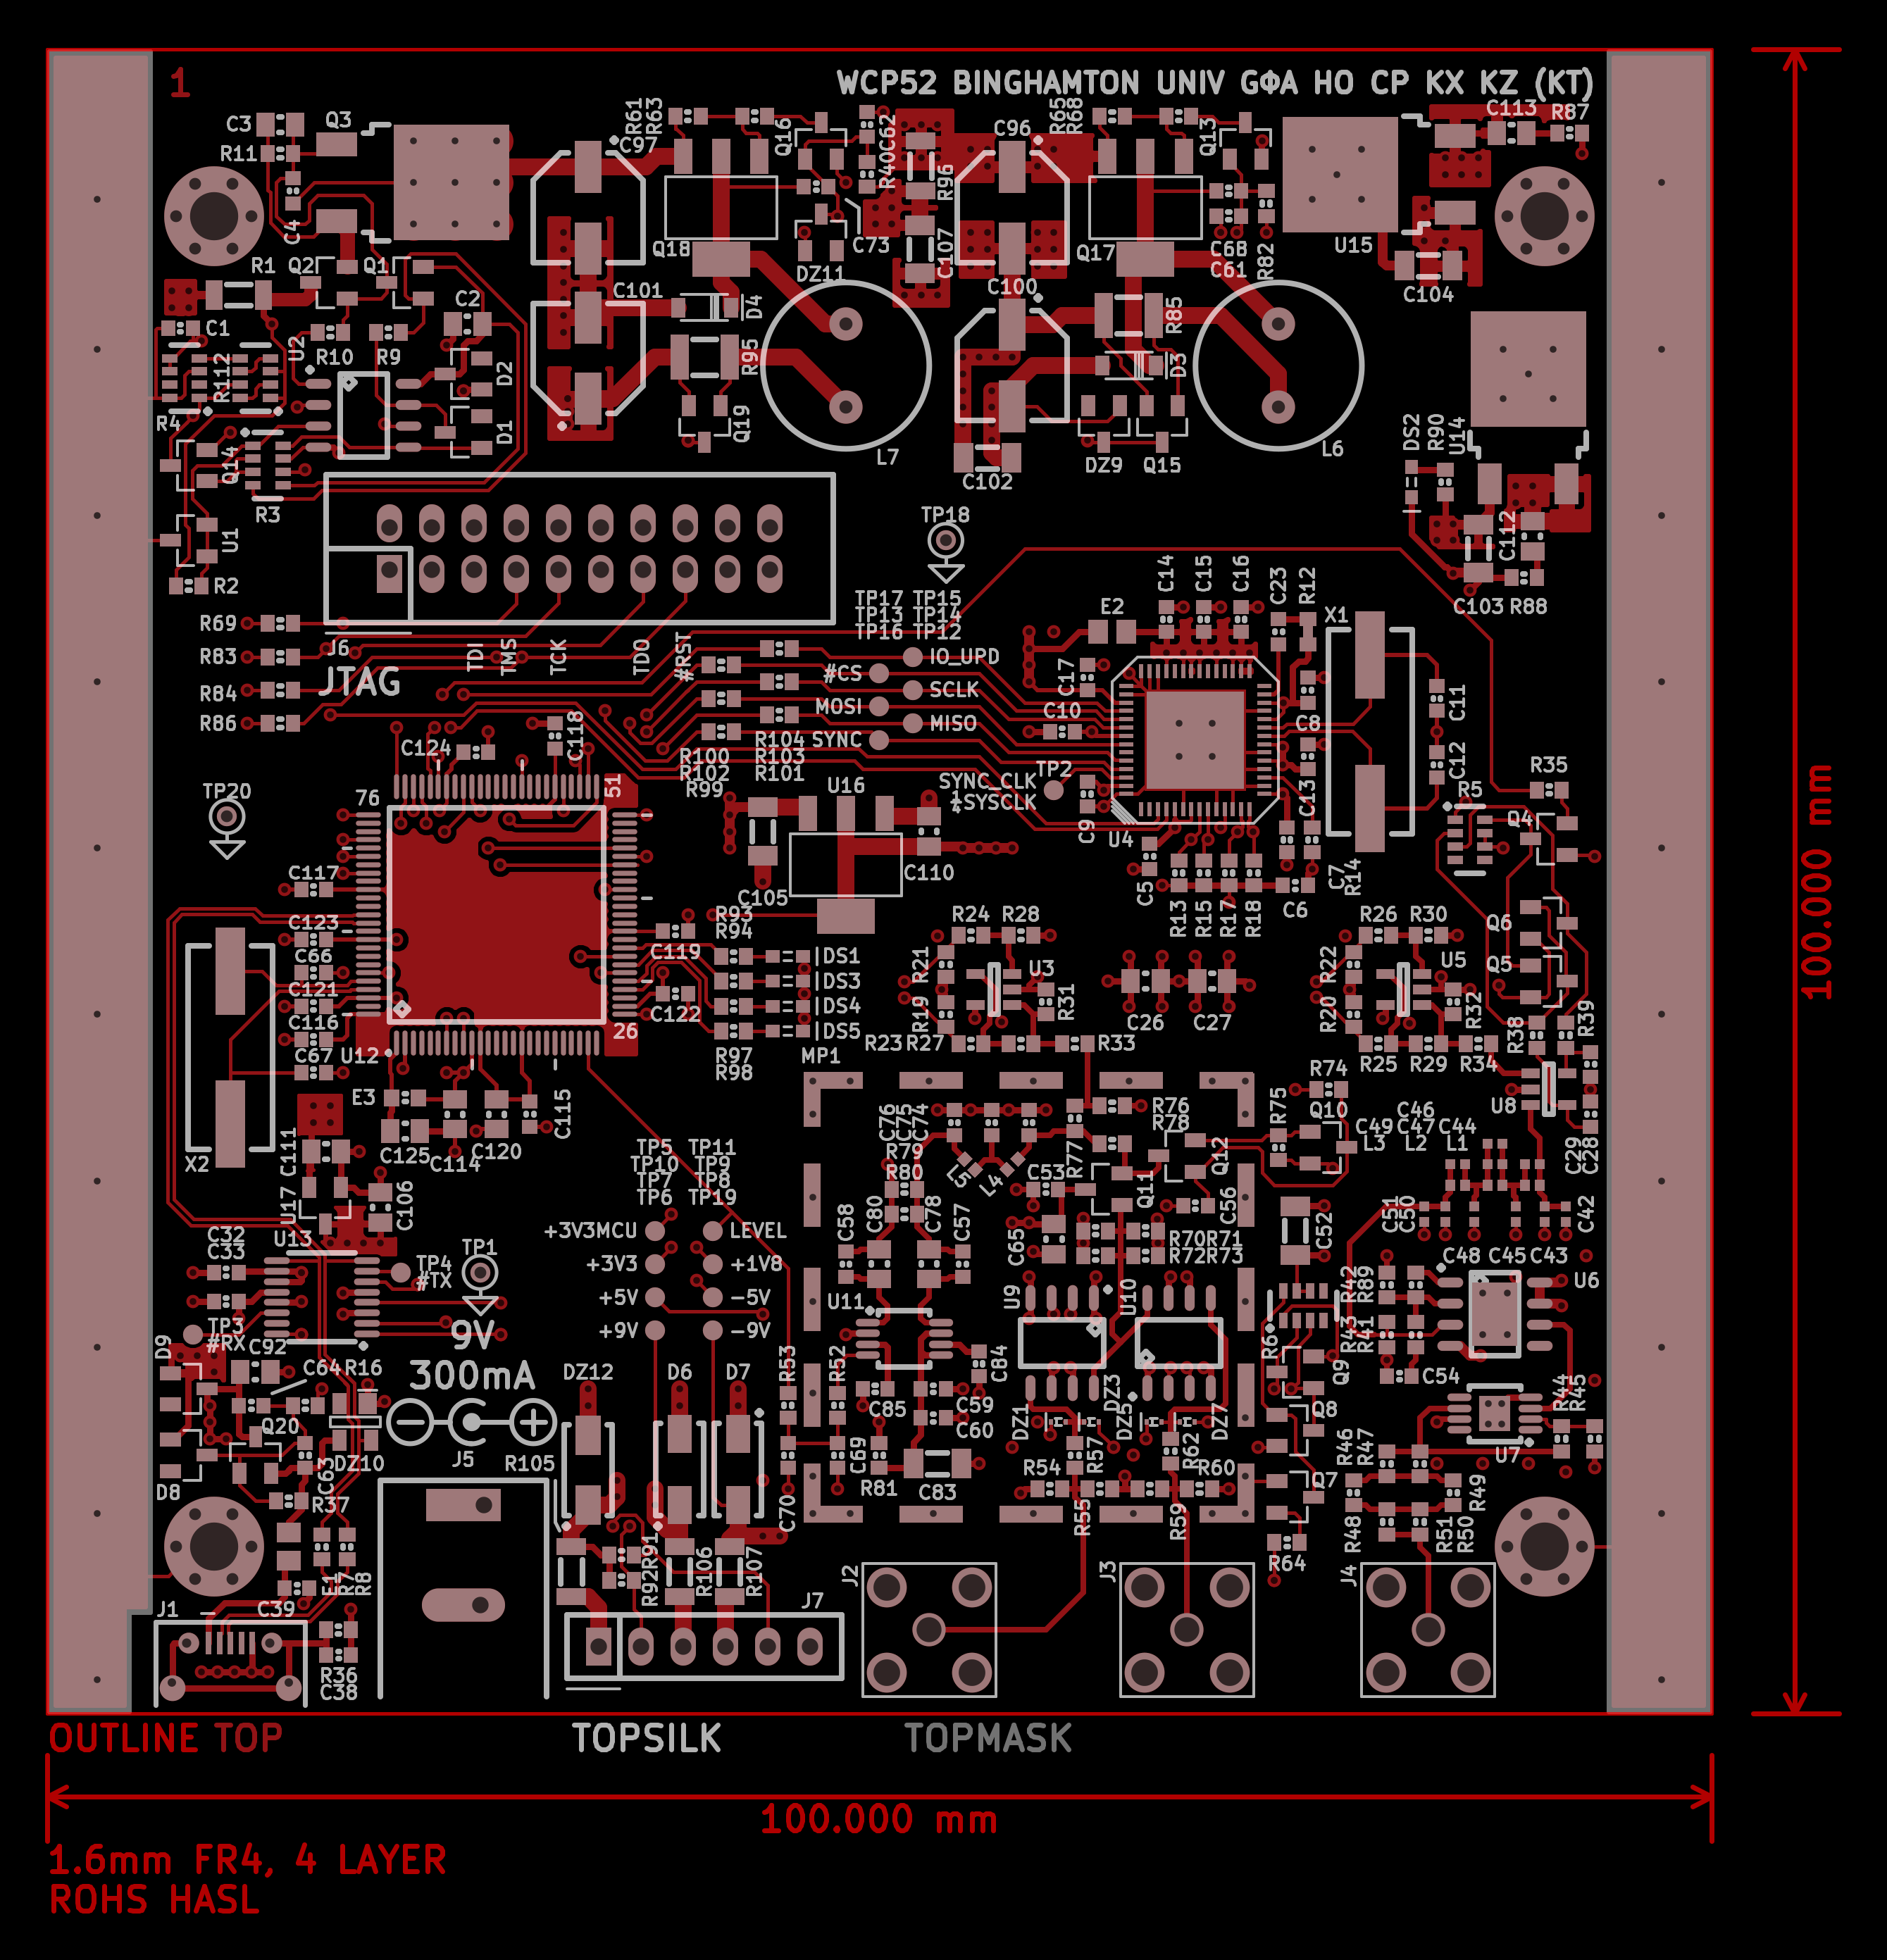 1
WCP52 BINGHAMTON UNIV GΦA HO CP KX KZ (KT)
C3
Q3
R11
C4
C97
R61
R63
Q16
C62
R40
R96
C96
R65
R68
Q13
C113
R87
R1
Q2
Q1
Q18
DZ11
C73
C107
Q17
C68
C61
R82
U15
C104
C1
C2
U2
R10
R9
C101
D4
C100
R85
R4
R112
D2
D1
R95
D3
Q14
R3
Q19
L7
C102
DZ9
Q15
L6
DS2
R90
U14
U1
R2
TP18
C112
C103
R88
R69
R83
R84
R86
J6
JTAG
TDI
TMS
TCK
TDO
#RST
TP17 TP15
TP13 TP14
TP16 TP12
IO_UPD
#CS
SCLK
MOSI
MISO
SYNC
E2
C14
C15
C16
C23
R12
X1
C17
C10
C8
C11
C12
C13
C124
C118
R100
R102
R99
R104
R103
R101
TP2
SYNC_CLK
¼SYSCLK
C9
U4
R35
R5
Q4
TP20
76
51
U16
C105
C110
C5
R13
R15
R17
R18
C6
C7
R14
C117
C123
C66
C121
C116
C67
U12
26
C119
C122
R93
R94
DS1
DS3
DS4
DS5
R97
R98
R24
R28
R21
U3
R19
R31
R23
R27
R33
C26
C27
R26
R30
R22
U5
R20
R32
R25
R29
R34
Q6
Q5
R38
R39
MP1
X2
E3
C115
C111
C125
C114
C120
U17
C106
TP5 TP11
TP10 TP9
TP7 TP8
TP6 TP19
C76
C75
C74
R79
R80
L5
L4
R76
R78
R77
Q12
Q11
C53
C56
R74
R75
Q10
C49
C46
C47
C44
L3
L2
L1
U8
C29
C28
C32
C33
U13
TP4
#TX
TP1
+3V3MCU
LEVEL
+3V3
+1V8
+5V
−5V
+9V
−9V
C58
C80
C78
C57
C65
R70
R71
R72
R73
C52
C51
C50
C42
C48
C45
C43
U6
TP3
#RX
D9
C92
C64
R16
9V
300mA
U11
U9
U10
R6
R42
R89
R43
R41
Q9
C54
Q20
D8
C63
DZ10
J5
R105
DZ12
D6
D7
R53
R52
C84
C85
C59
C60
DZ1
DZ3
DZ5
DZ7
Q8
R44
R45
U7
R37
C69
R81
C83
C70
R54
R57
R62
R60
R55
R59
Q7
R46
R47
R49
R48
R51
R50
R64
E1
R7
R8
R92
R91
R106
R107
J1
C39
R36
C38
J7
J2
J3
J4
OUTLINE TOP
TOPSILK
TOPMASK
100.000 mm
100.000 mm
1.6mm FR4, 4 LAYER
ROHS HASL